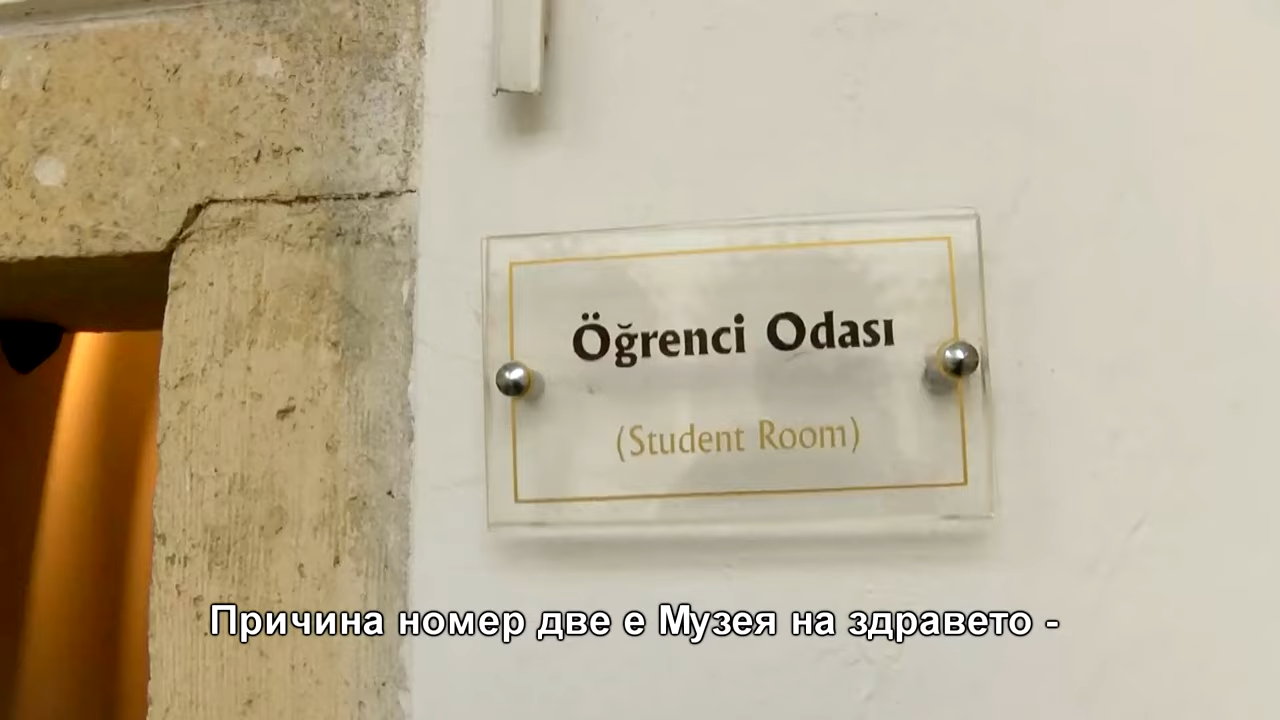 Öğrenci Odası
(Student Room)
Причина номер две е Музея на здравето -